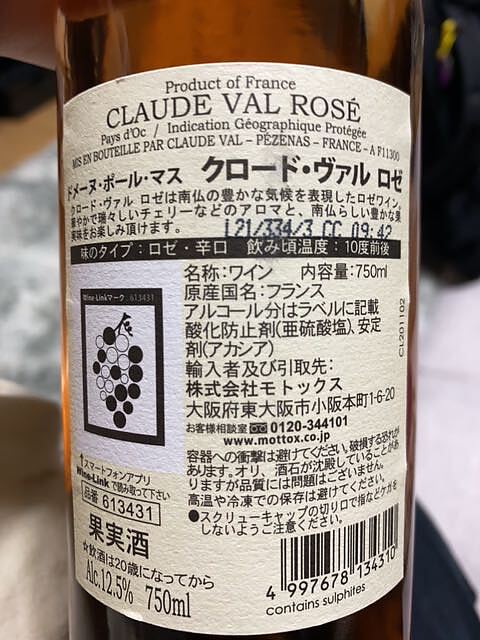 Product of France
CLAUDE VAL ROSÉ
Pays d'Oc / Indication Géographique Protégée
MIS EN BOUTEILLE PAR CLAUDE VAL – PÉZENAS – FRANCE – A F11300
ドメーヌ・ポール・マス クロード・ヴァル ロゼ
クロード・ヴァル ロゼは南仏の豊かな気候を表現したロゼワイン。
華やかで瑞々しいチェリーなどのアロマと、南仏らしい豊かな果
実味をお楽しみ頂けます。
L21/334/3 CC 09:42
味のタイプ:ロゼ・辛口 飲み頃温度:10度前後
Wine-Linkマーク 613431
名称:ワイン 内容量:750ml
原産国名:フランス
アルコール分はラベルに記載
酸化防止剤(亜硫酸塩)、安定
剤(アカシア)
輸入者及び引取先:
株式会社モトックス
大阪府東大阪市小阪本町1-6-20
お客様相談室 0120-344101
www.mottox.co.jp
容器への衝撃は避けてください。破損する恐れが
あります。オリ、酒石が沈殿していることがあ
りますが品質には問題はございません。
高温や冷凍での保存は避けてください。
●スクリューキャップの切り口で指などケガを
しないようご注意ください。
CL201102
↑スマートフォンアプリ
Wine-Linkで読み取って下さい
品番 613431
果実酒
☆飲酒は20歳になってから
Alc.12.5% 750ml
4 997678 134310
contains sulphites